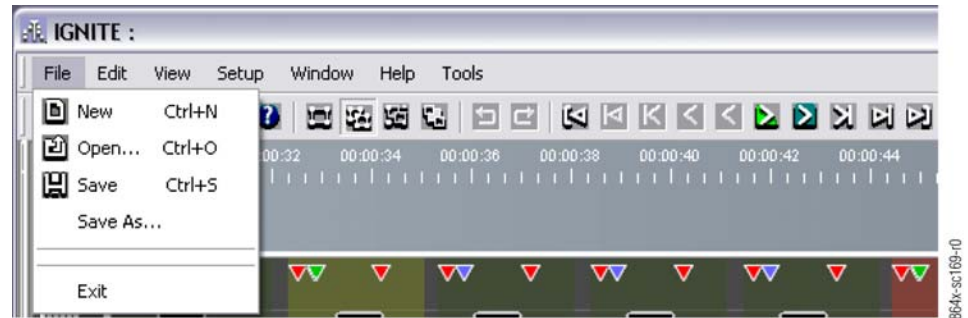 IGNITE :
File Edit View Setup Window Help Tools
New Ctrl+N
Open... Ctrl+O
Save Ctrl+S
Save As...
Exit
00:00:32 00:00:34 00:00:36 00:00:38 00:00:40 00:00:42 00:00:44
864x-sc169-r0